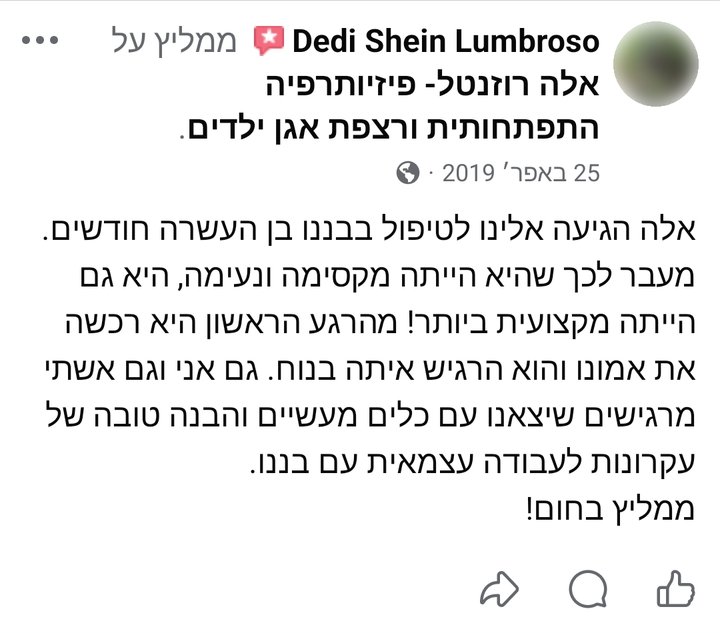 Dedi Shein Lumbroso ממליץ על
אלה רוזנטל- פיזיותרפיה
התפתחותית ורצפת אגן ילדים.
25 באפר׳ 2019 ·
אלה הגיעה אלינו לטיפול בבננו בן העשרה חודשים.
מעבר לכך שהיא הייתה מקסימה ונעימה, היא גם
הייתה מקצועית ביותר! מהרגע הראשון היא רכשה
את אמונו והוא הרגיש איתה בנוח. גם אני וגם אשתי
מרגישים שיצאנו עם כלים מעשיים והבנה טובה של
עקרונות לעבודה עצמאית עם בננו.
ממליץ בחום!